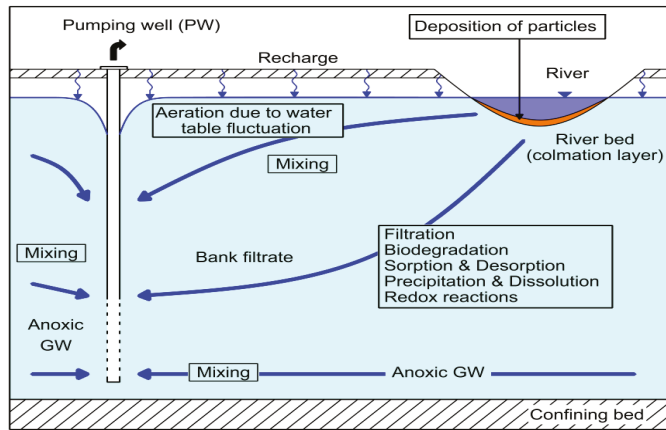 Pumping well (PW)
Deposition of particles
Recharge
River
Aeration due to water
table fluctuation
Mixing
River bed
(colmation layer)
Filtration
Biodegradation
Sorption & Desorption
Precipitation & Dissolution
Redox reactions
Mixing
Bank filtrate
Anoxic
GW
Mixing
Anoxic GW
Confining bed